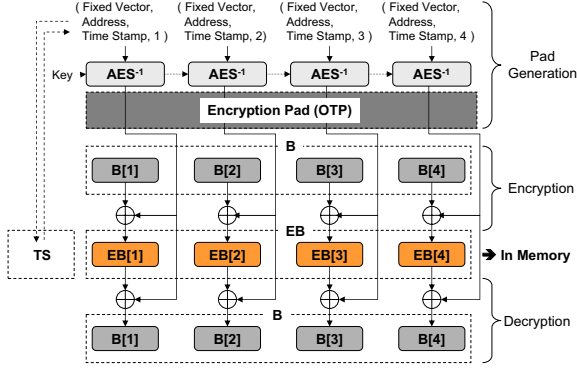 ( Fixed Vector, Address, Time Stamp, 1 )
( Fixed Vector, Address, Time Stamp, 2)
( Fixed Vector, Address, Time Stamp, 3 )
( Fixed Vector, Address, Time Stamp, 4 )
Pad Generation
Key
AES-1
AES-1
AES-1
AES-1
Encryption Pad (OTP)
B
B[1]
B[2]
B[3]
B[4]
Encryption
EB
TS
EB[1]
EB[2]
EB[3]
EB[4]
➔ In Memory
B
Decryption
B[1]
B[2]
B[3]
B[4]